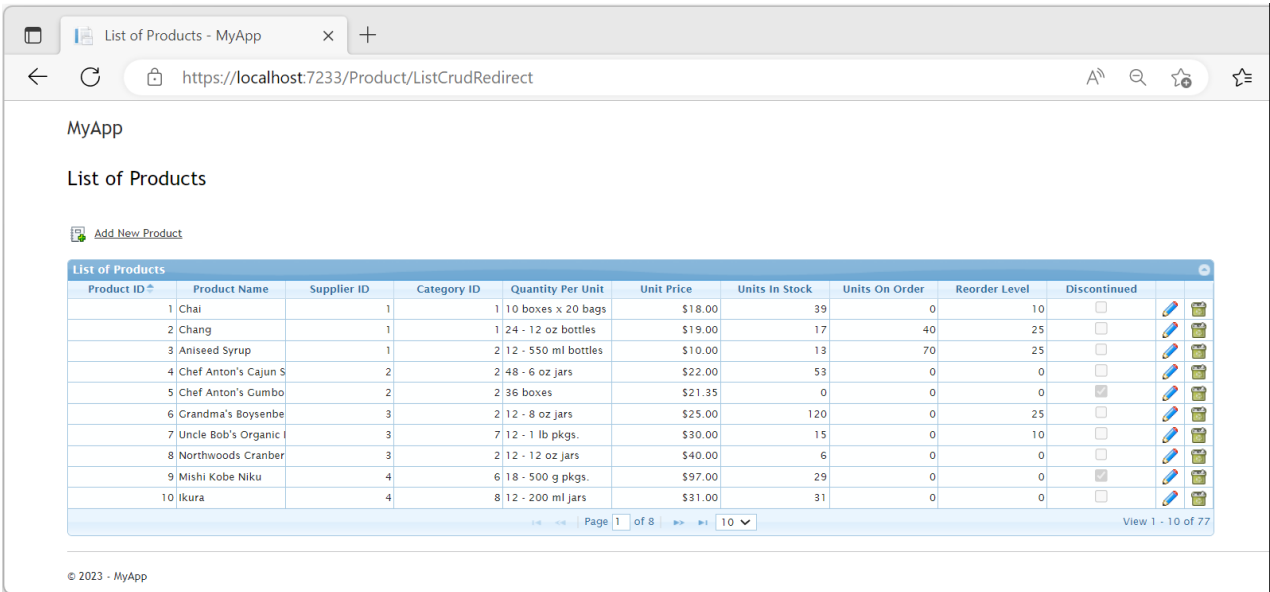 List of Products - MyApp
https://localhost:7233/Product/ListCrudRedirect
MyApp
List of Products
Add New Product
List of Products
Product ID Product Name Supplier ID Category ID Quantity Per Unit Unit Price Units In Stock Units On Order Reorder Level Discontinued
1 Chai 1 1 10 boxes x 20 bags $18.00 39 0 10
2 Chang 1 1 24 - 12 oz bottles $19.00 17 40 25
3 Aniseed Syrup 1 2 12 - 550 ml bottles $10.00 13 70 25
4 Chef Anton's Cajun S 2 2 48 - 6 oz jars $22.00 53 0 0
5 Chef Anton's Gumbo 2 2 36 boxes $21.35 0 0 0
6 Grandma's Boysenbe 3 2 12 - 8 oz jars $25.00 120 0 25
7 Uncle Bob's Organic 3 7 12 - 1 lb pkgs. $30.00 15 0 10
8 Northwoods Cranber 3 2 12 - 12 oz jars $40.00 6 0 0
9 Mishi Kobe Niku 4 6 18 - 500 g pkgs. $97.00 29 0 0
10 Ikura 4 8 12 - 200 ml jars $31.00 31 0 0
Page 1 of 8 10 View 1 - 10 of 77
© 2023 - MyApp